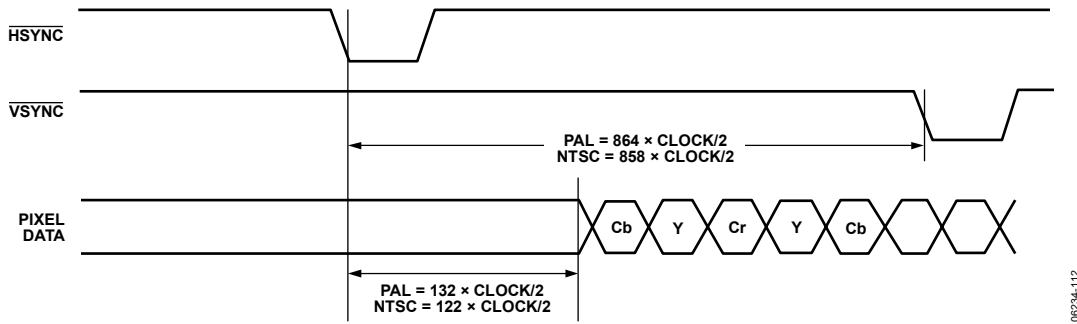 HSYNC
VSYNC
PAL = 864 × CLOCK/2
NTSC = 858 × CLOCK/2
PIXEL
DATA
Cb
Y
Cr
Y
Cb
PAL = 132 × CLOCK/2
NTSC = 122 × CLOCK/2
06234-112